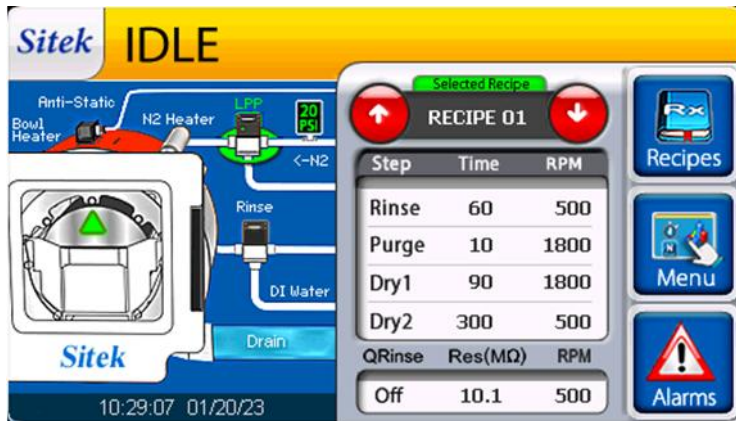 Sitek IDLE
Anti-Static
Bowl
Heater
N2 Heater
LPP
20
PSI
<-N2
Rinse
DI Water
Drain
Sitek
10:29:07 01/20/23
Selected Recipe
RECIPE 01
Step Time RPM
Rinse 60 500
Purge 10 1800
Dry1 90 1800
Dry2 300 500
QRinse Res(MΩ) RPM
Off 10.1 500
Rx
Recipes
N
Menu
Alarms